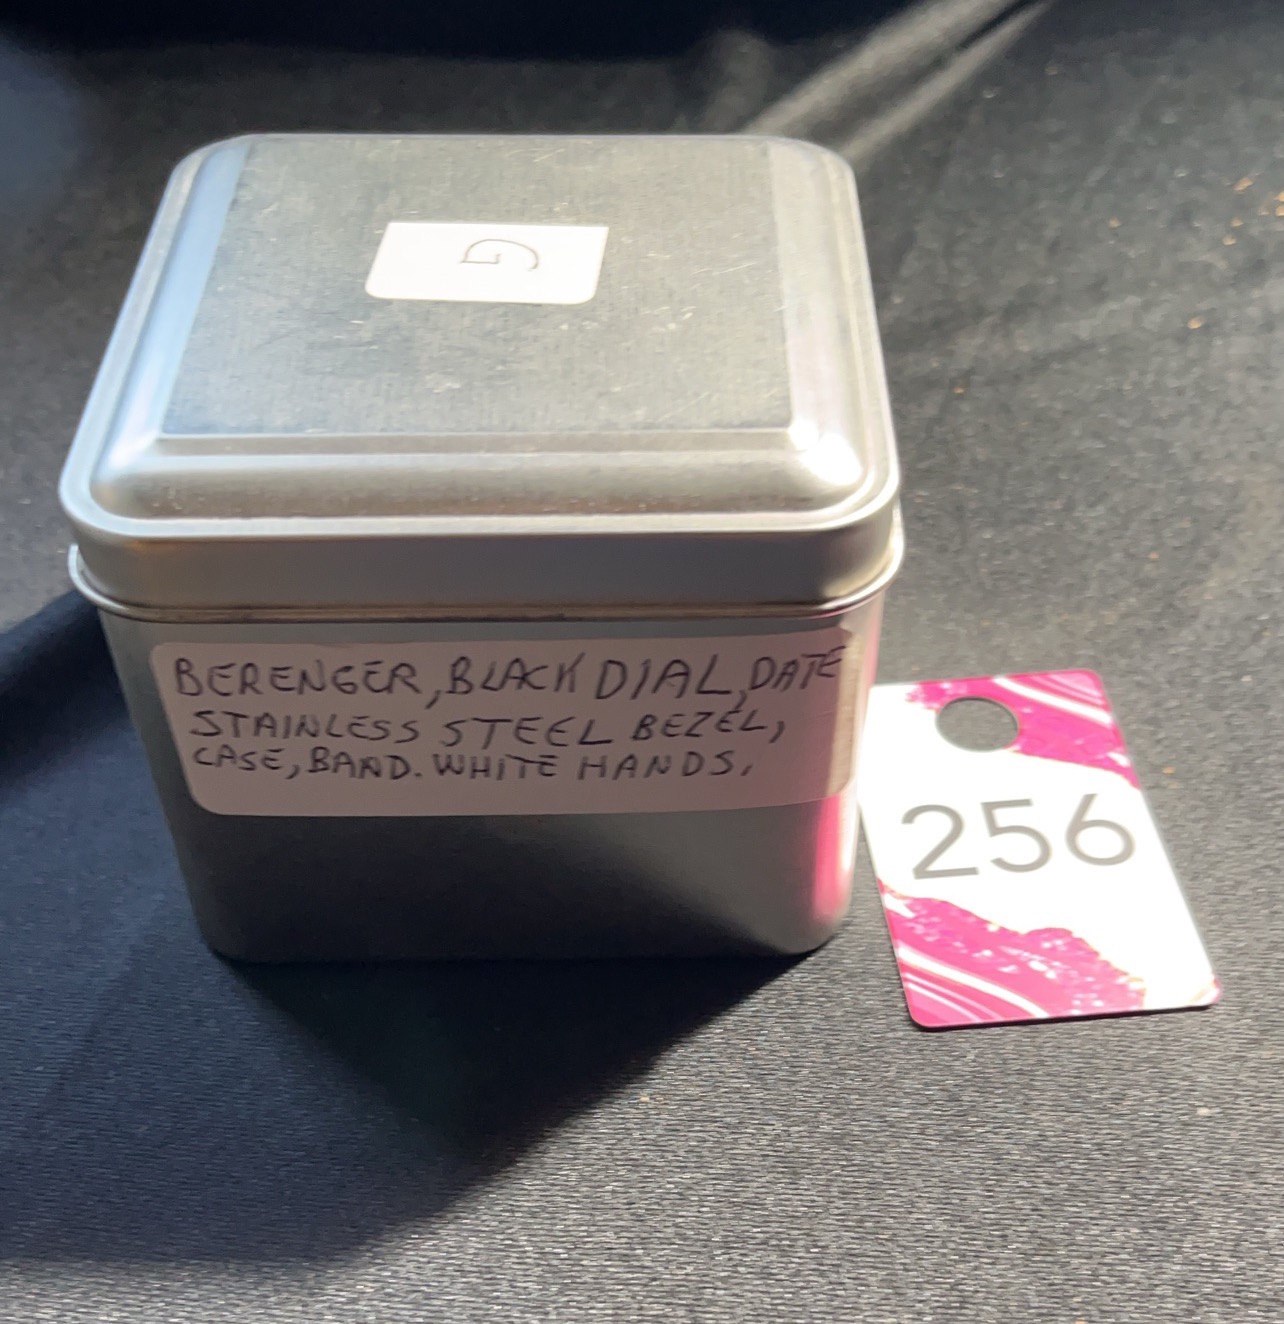 G
BERENGER, BLACK DIAL, DATE
STAINLESS STEEL BEZEL,
CASE, BAND. WHITE HANDS,
256